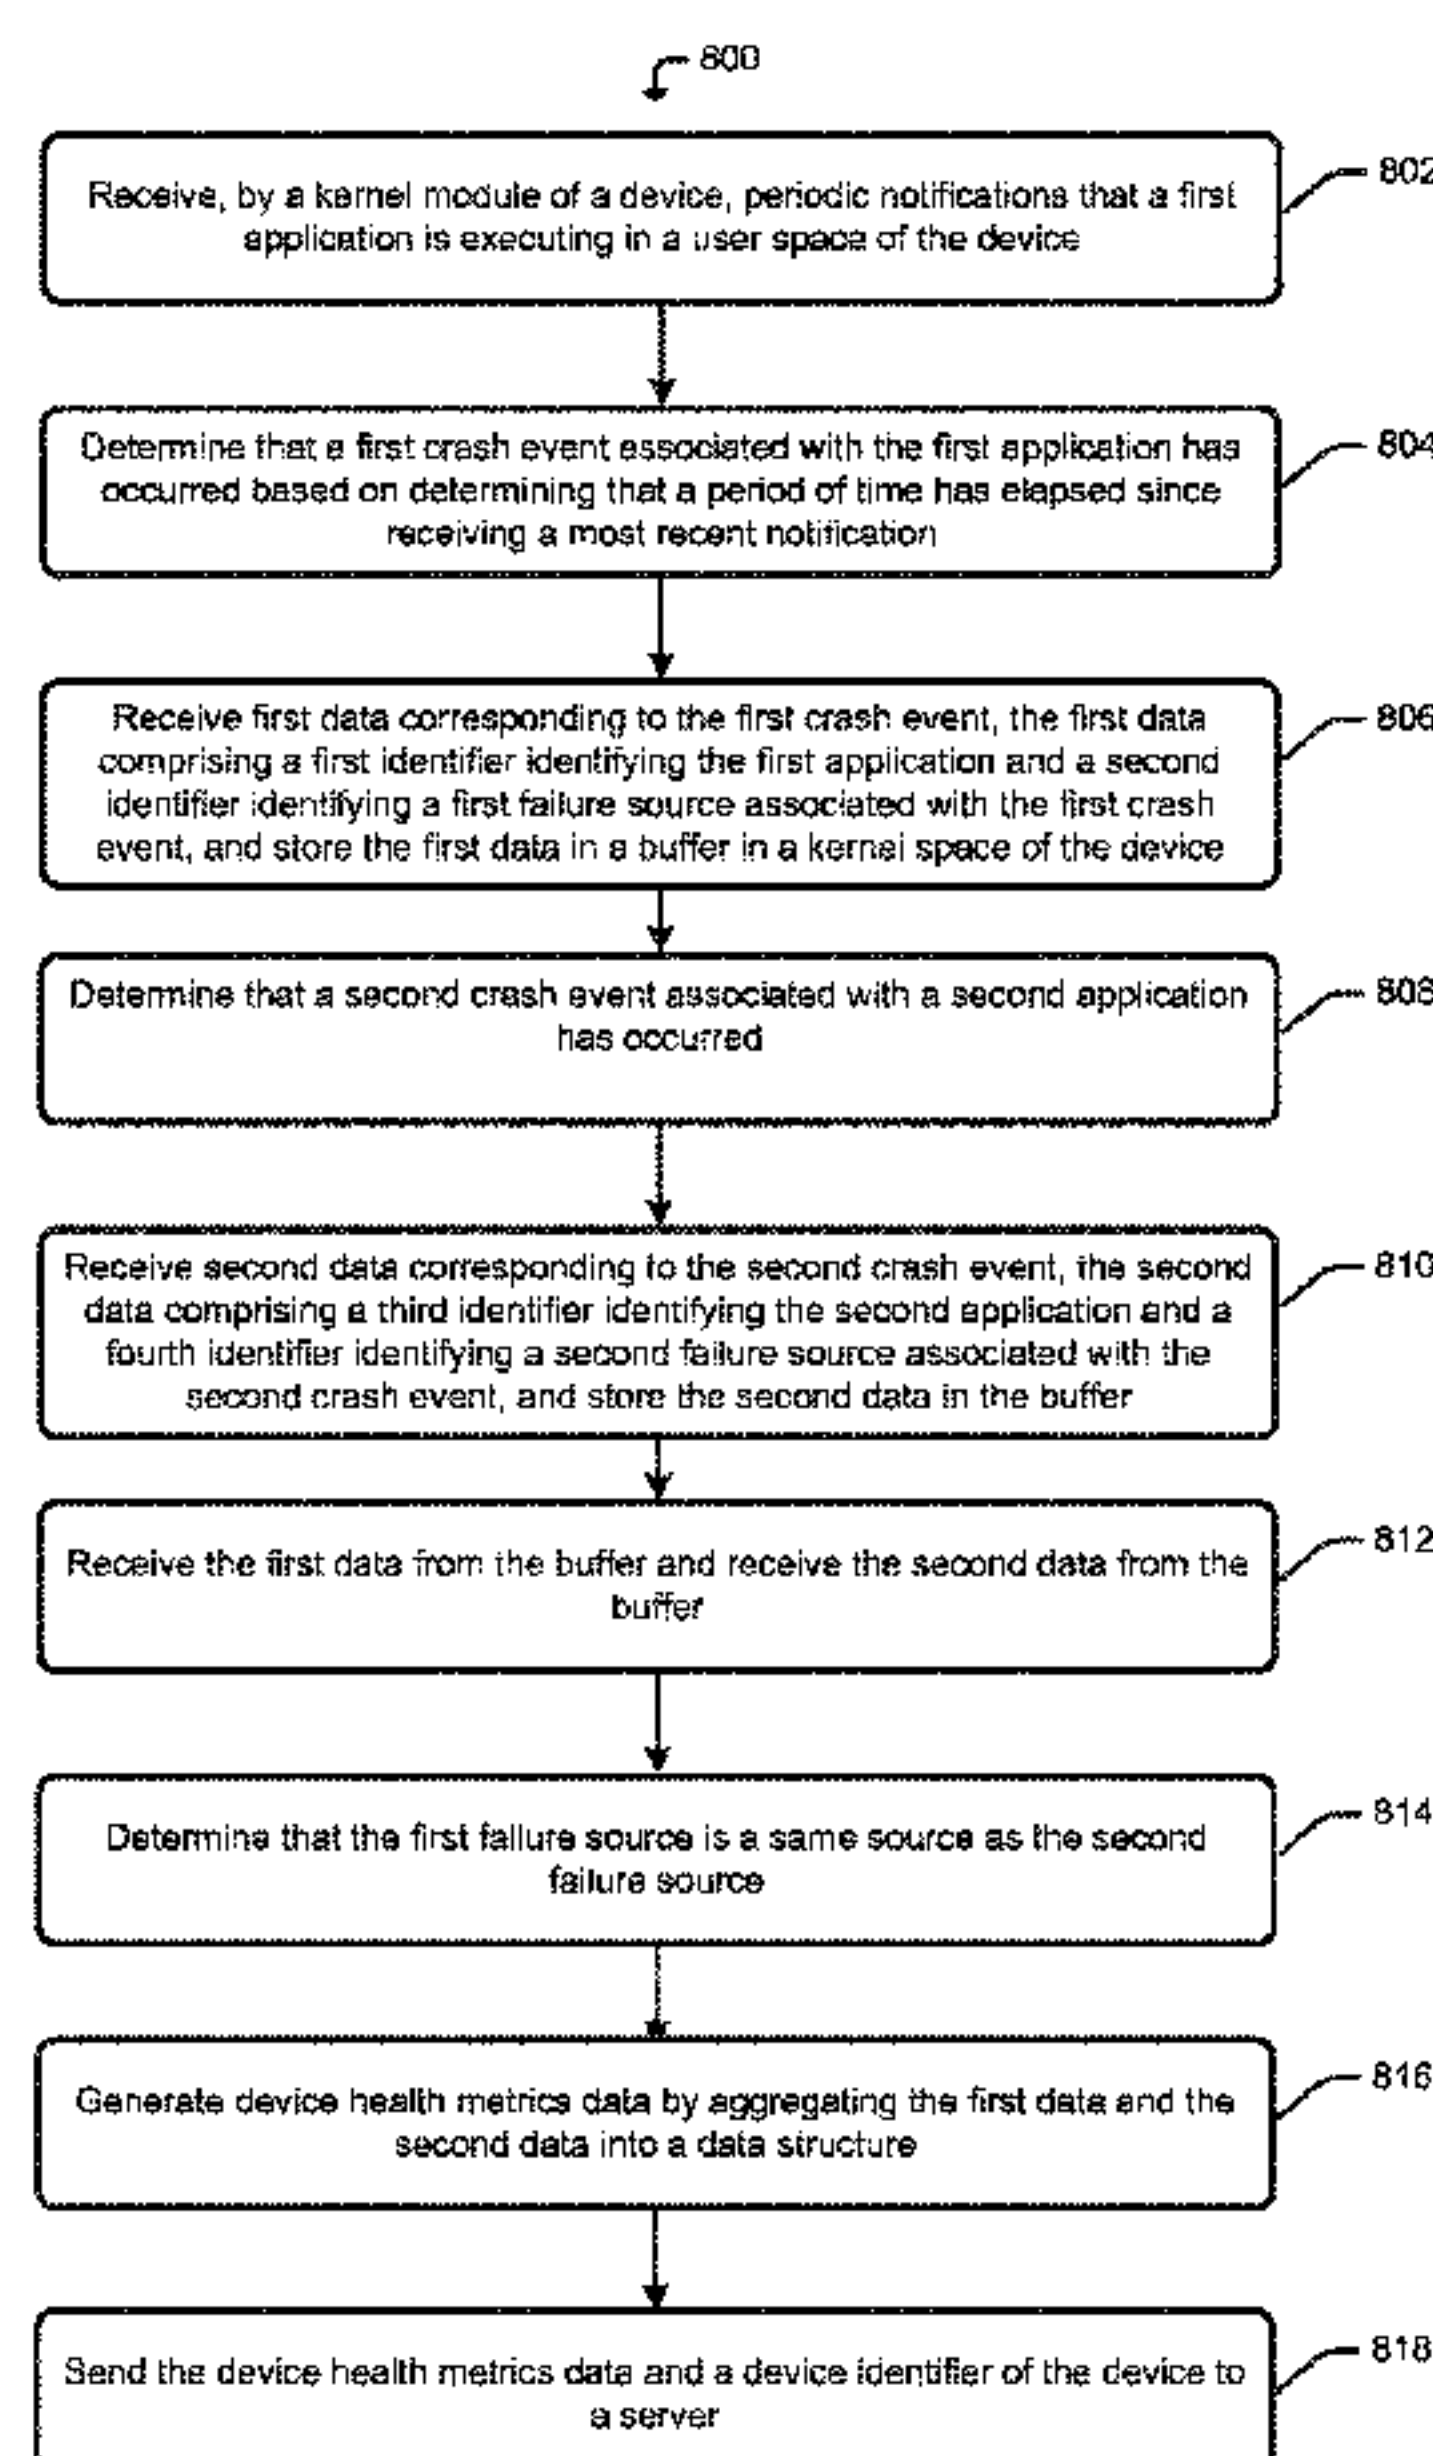 800
Receive, by a kernel module of a device, periodic notifications that a first
application is executing in a user space of the device
802
Determine that a first crash event associated with the first application has
occurred based on determining that a period of time has elapsed since
receiving a most recent notification
804
Receive first data corresponding to the first crash event, the first data
comprising a first identifier identifying the first application and a second
identifier identifying a first failure source associated with the first crash
event, and store the first data in a buffer in a kernel space of the device
806
Determine that a second crash event associated with a second application
has occurred
808
Receive second data corresponding to the second crash event, the second
data comprising a third identifier identifying the second application and a
fourth identifier identifying a second failure source associated with the
second crash event, and store the second data in the buffer
810
Receive the first data from the buffer and receive the second data from the
buffer
812
Determine that the first failure source is a same source as the second
failure source
814
Generate device health metrics data by aggregating the first data and the
second data into a data structure
816
Send the device health metrics data and a device identifier of the device to
a server
818